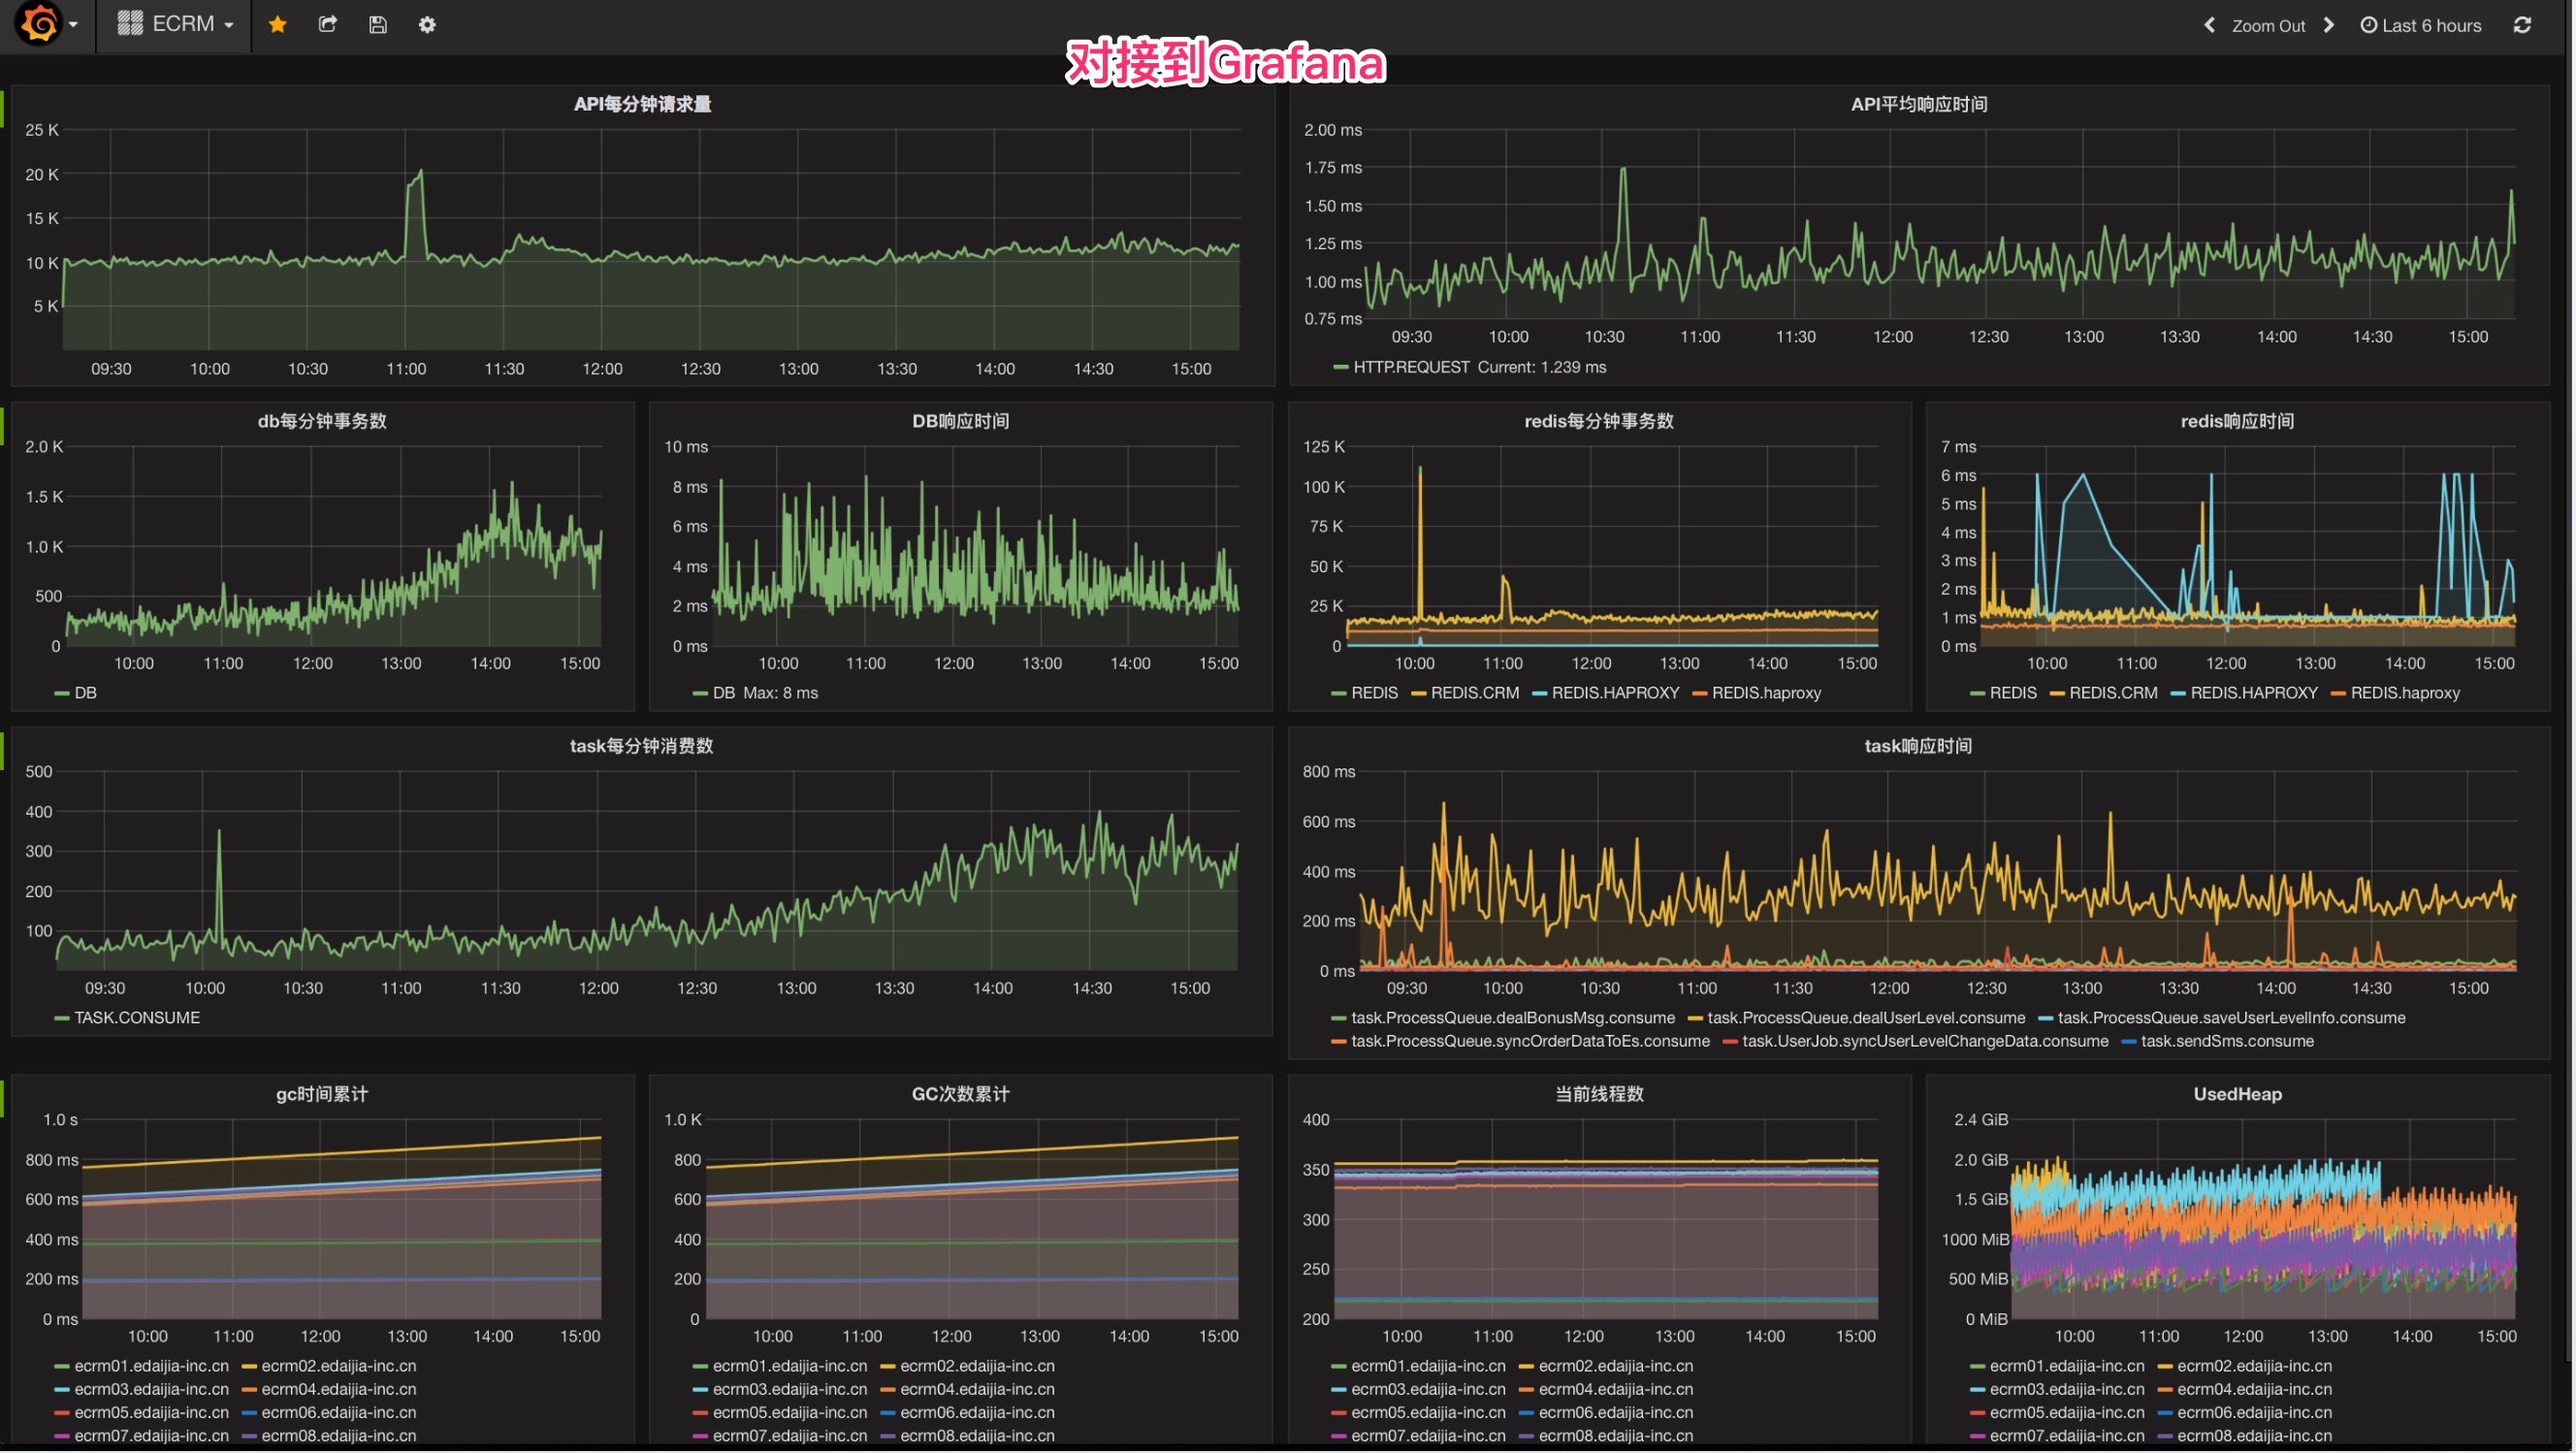 ECRM
Zoom Out
Last 6 hours
对接到Grafana
API每分钟请求量
25 K
20 K
15 K
10 K
5 K
09:30 10:00 10:30 11:00 11:30 12:00 12:30 13:00 13:30 14:00 14:30 15:00
API平均响应时间
2.00 ms
1.75 ms
1.50 ms
1.25 ms
1.00 ms
0.75 ms
09:30 10:00 10:30 11:00 11:30 12:00 12:30 13:00 13:30 14:00 14:30 15:00
HTTP.REQUEST Current: 1.239 ms
db每分钟事务数
2.0 K
1.5 K
1.0 K
500
0
10:00 11:00 12:00 13:00 14:00 15:00
DB
DB响应时间
10 ms
8 ms
6 ms
4 ms
2 ms
0 ms
10:00 11:00 12:00 13:00 14:00 15:00
DB Max: 8 ms
redis每分钟事务数
125 K
100 K
75 K
50 K
25 K
0
10:00 11:00 12:00 13:00 14:00 15:00
REDIS REDIS.CRM REDIS.HAPROXY REDIS.haproxy
redis响应时间
7 ms
6 ms
5 ms
4 ms
3 ms
2 ms
1 ms
0 ms
10:00 11:00 12:00 13:00 14:00 15:00
REDIS REDIS.CRM REDIS.HAPROXY REDIS.haproxy
task每分钟消费数
500
400
300
200
100
09:30 10:00 10:30 11:00 11:30 12:00 12:30 13:00 13:30 14:00 14:30 15:00
TASK.CONSUME
task响应时间
800 ms
600 ms
400 ms
200 ms
0 ms
09:30 10:00 10:30 11:00 11:30 12:00 12:30 13:00 13:30 14:00 14:30 15:00
task.ProcessQueue.dealBonusMsg.consume task.ProcessQueue.dealUserLevel.consume task.ProcessQueue.saveUserLevelInfo.consume
task.ProcessQueue.syncOrderDataToEs.consume task.UserJob.syncUserLevelChangeData.consume task.sendSms.consume
gc时间累计
1.0 s
800 ms
600 ms
400 ms
200 ms
0 ms
10:00 11:00 12:00 13:00 14:00 15:00
ecrm01.edaijia-inc.cn ecrm02.edaijia-inc.cn
ecrm03.edaijia-inc.cn ecrm04.edaijia-inc.cn
ecrm05.edaijia-inc.cn ecrm06.edaijia-inc.cn
ecrm07.edaijia-inc.cn ecrm08.edaijia-inc.cn
GC次数累计
1.0 K
800
600
400
200
0
10:00 11:00 12:00 13:00 14:00 15:00
ecrm01.edaijia-inc.cn ecrm02.edaijia-inc.cn
ecrm03.edaijia-inc.cn ecrm04.edaijia-inc.cn
ecrm05.edaijia-inc.cn ecrm06.edaijia-inc.cn
ecrm07.edaijia-inc.cn ecrm08.edaijia-inc.cn
当前线程数
400
350
300
250
200
10:00 11:00 12:00 13:00 14:00 15:00
ecrm01.edaijia-inc.cn ecrm02.edaijia-inc.cn
ecrm03.edaijia-inc.cn ecrm04.edaijia-inc.cn
ecrm05.edaijia-inc.cn ecrm06.edaijia-inc.cn
ecrm07.edaijia-inc.cn ecrm08.edaijia-inc.cn
UsedHeap
2.4 GiB
2.0 GiB
1.5 GiB
1000 MiB
500 MiB
0 MiB
10:00 11:00 12:00 13:00 14:00 15:00
ecrm01.edaijia-inc.cn ecrm02.edaijia-inc.cn
ecrm03.edaijia-inc.cn ecrm04.edaijia-inc.cn
ecrm05.edaijia-inc.cn ecrm06.edaijia-inc.cn
ecrm07.edaijia-inc.cn ecrm08.edaijia-inc.cn